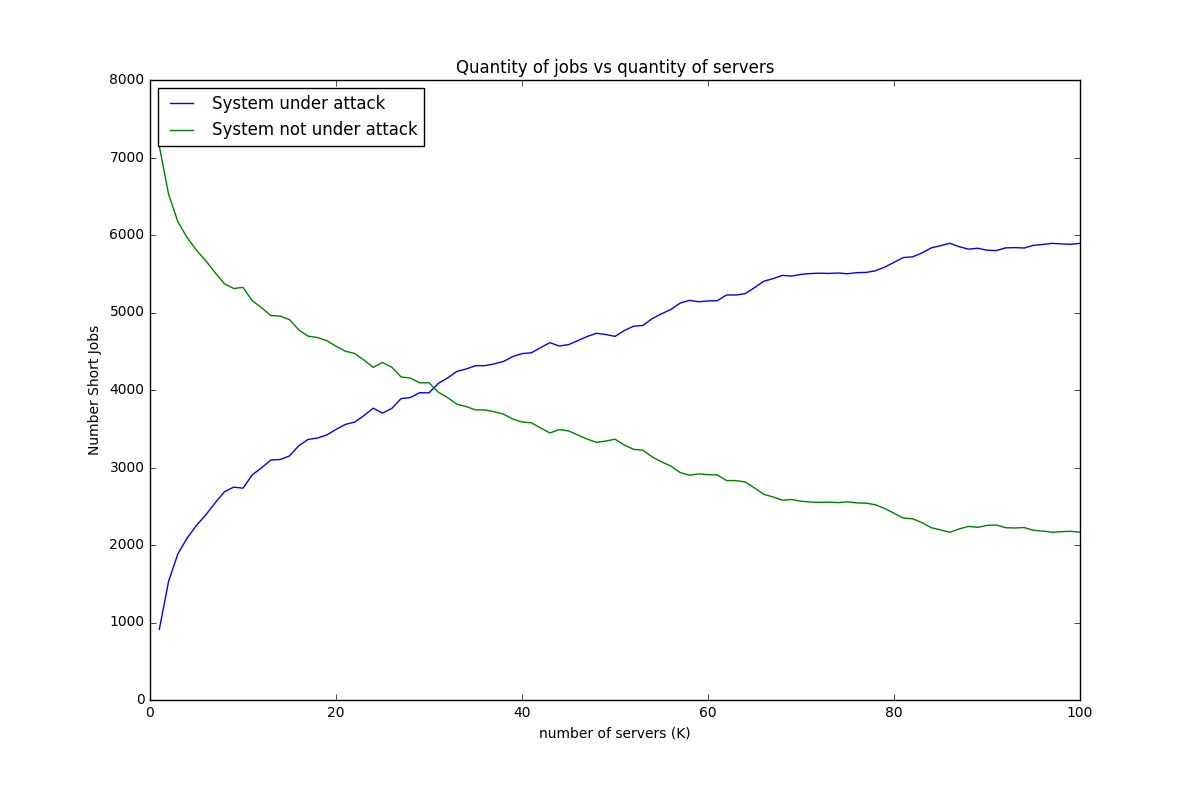 Quantity of jobs vs quantity of servers
System under attack
System not under attack
8000
7000
6000
5000
4000
3000
2000
1000
0
Number Short Jobs
0 20 40 60 80 100
number of servers (K)